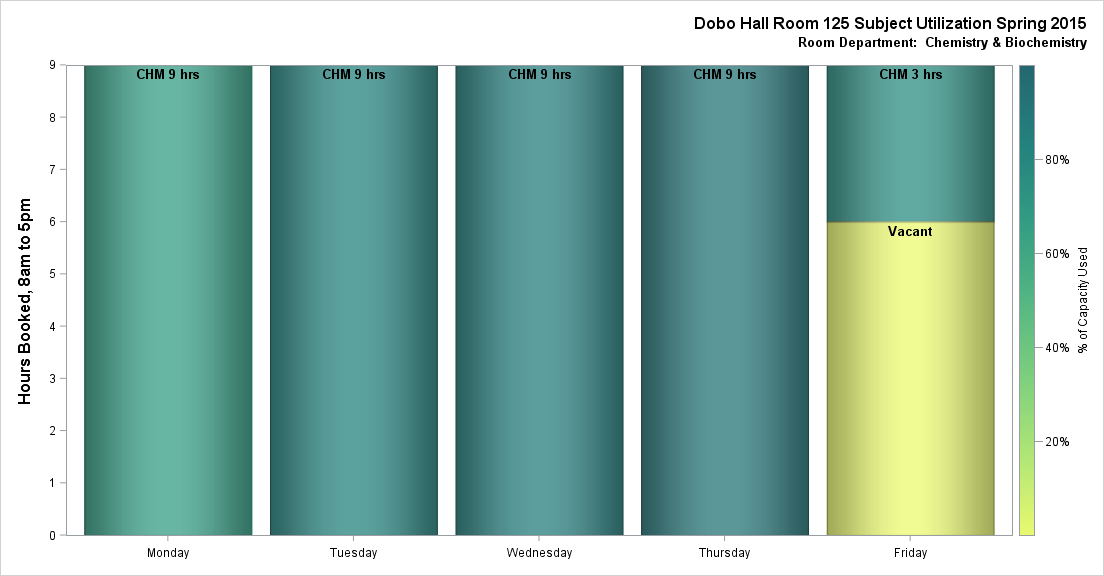 Dobo Hall Room 125 Subject Utilization Spring 2015
Room Department:  Chemistry & Biochemistry
Hours Booked, 8am to 5pm
9
8
7
6
5
4
3
2
1
0
CHM 9 hrs
CHM 9 hrs
CHM 9 hrs
CHM 9 hrs
CHM 3 hrs
Vacant
Monday
Tuesday
Wednesday
Thursday
Friday
80%
60%
40%
20%
% of Capacity Used